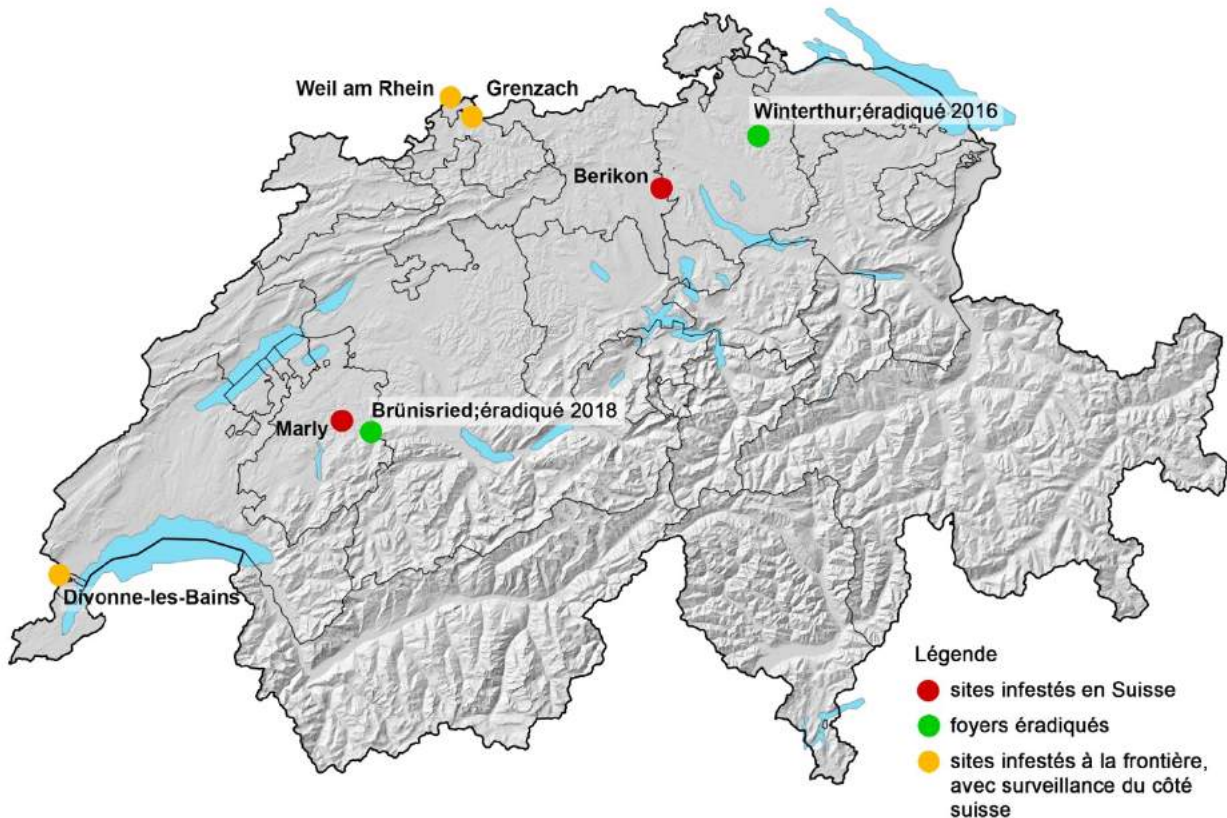 Weil am Rhein
Grenzach
Winterthur;éradiqué 2016
Berikon
Brünisried;éradiqué 2018
Marly
Divonne-les-Bains
Légende
sites infestés en Suisse
foyers éradiqués
sites infestés à la frontière,
avec surveillance du côté
suisse